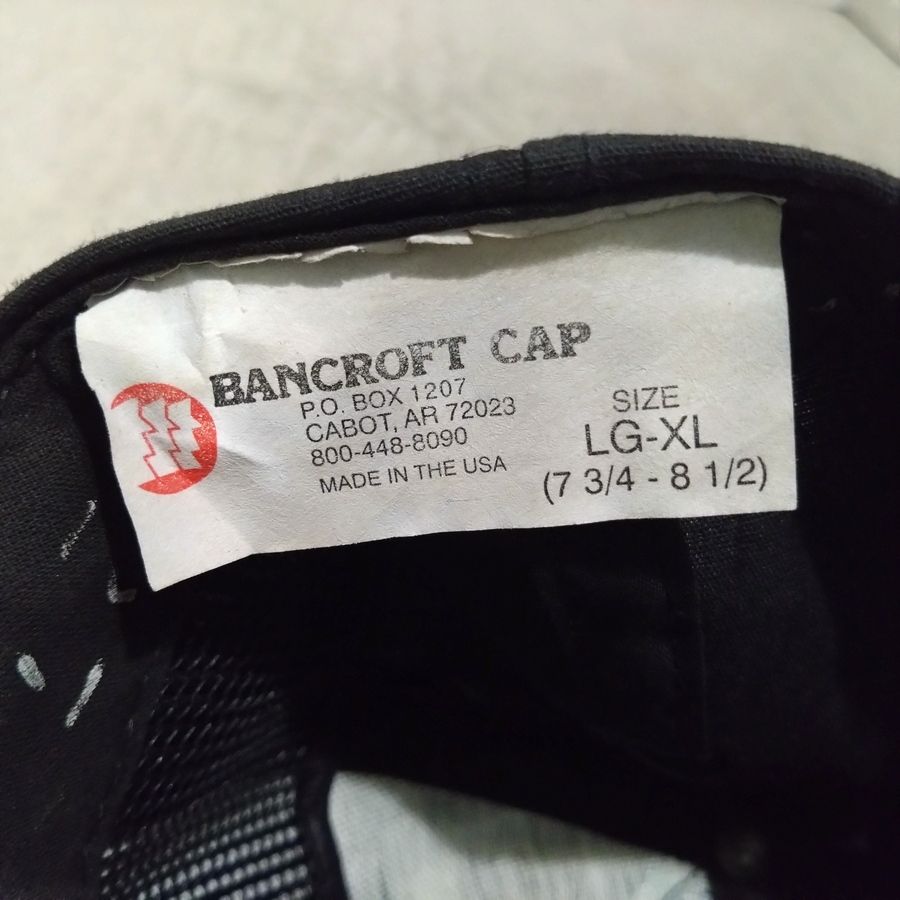 BANCROFT CAP
P.O. BOX 1207
CABOT, AR 72023
800-448-8090
MADE IN THE USA
SIZE
LG-XL
(7 3/4 - 8 1/2)